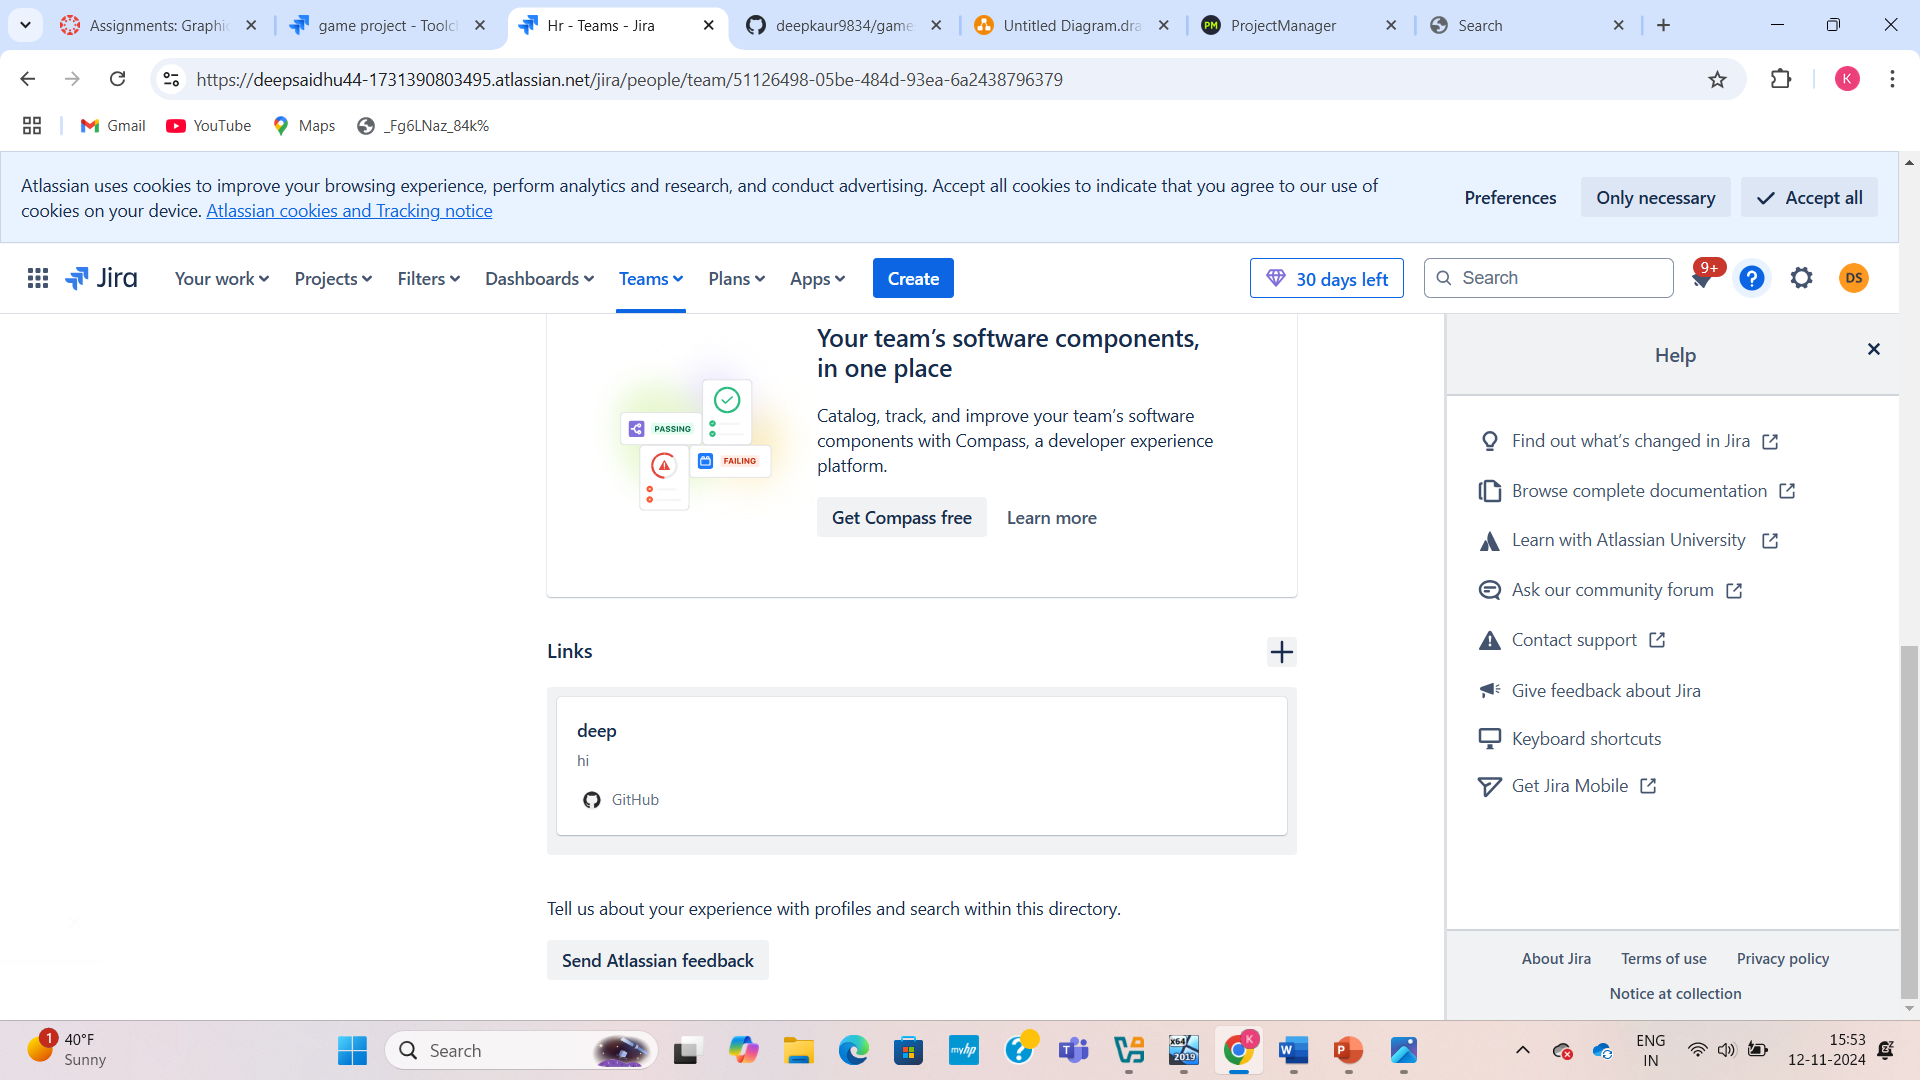 Assignments: Graphic
game project - Toolch
Hr - Teams - Jira
deepkaur9834/game
Untitled Diagram.dra
ProjectManager
Search
https://deepsaidhu44-1731390803495.atlassian.net/jira/people/team/51126498-05be-484d-93ea-6a2438796379
K
Gmail
YouTube
Maps
_Fg6LNaz_84k%
Atlassian uses cookies to improve your browsing experience, perform analytics and research, and conduct advertising. Accept all cookies to indicate that you agree to our use of
cookies on your device. Atlassian cookies and Tracking notice
Preferences
Only necessary
Accept all
Jira
Your work
Projects
Filters
Dashboards
Teams
Plans
Apps
Create
30 days left
Search
9+
DS
Your team’s software components,
in one place
Catalog, track, and improve your team’s software
components with Compass, a developer experience
platform.
PASSING
FAILING
Get Compass free
Learn more
Links
deep
hi
GitHub
Tell us about your experience with profiles and search within this directory.
Send Atlassian feedback
Help
Find out what’s changed in Jira
Browse complete documentation
Learn with Atlassian University
Ask our community forum
Contact support
Give feedback about Jira
Keyboard shortcuts
Get Jira Mobile
About Jira
Terms of use
Privacy policy
Notice at collection
1
40°F
Sunny
Search
myhp
x64
2019
K
W
P
ENG
IN
15:53
12-11-2024